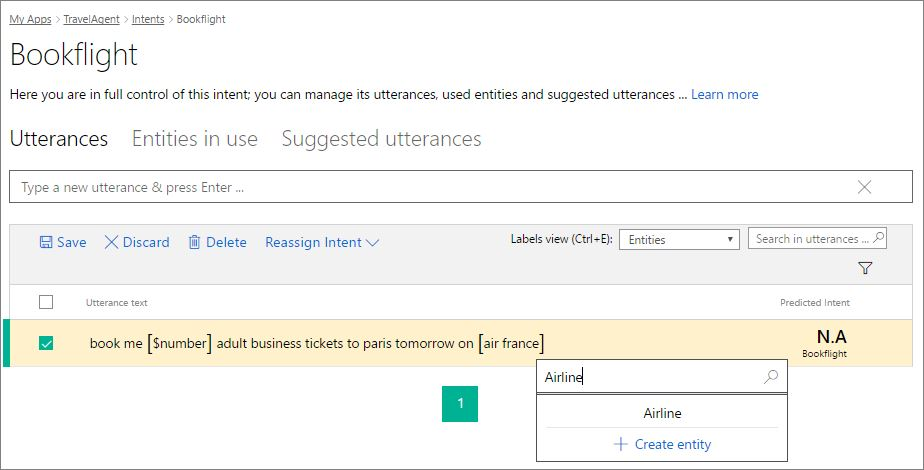 My Apps > TravelAgent > Intents > Bookflight
Bookflight
Here you are in full control of this intent; you can manage its utterances, used entities and suggested utterances ... Learn more
Utterances Entities in use Suggested utterances
Type a new utterance & press Enter ...
Save Discard Delete Reassign Intent Labels view (Ctrl+E): Entities Search in utterances ...
Utterance text Predicted Intent
book me [$number] adult business tickets to paris tomorrow on [air france] N.A
Bookflight
Airline
1
Airline
Create entity